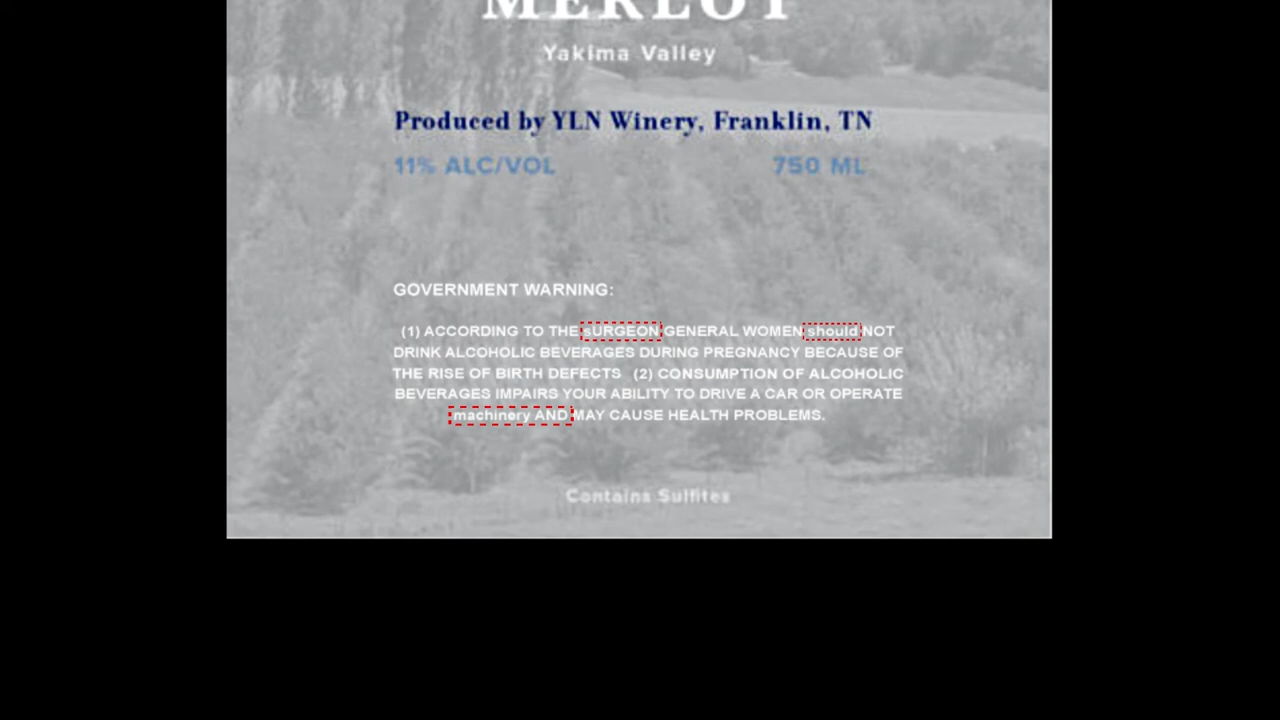 MERLOT
Yakima Valley
Produced by YLN Winery, Franklin, TN
11% ALC/VOL 750 ML
GOVERNMENT WARNING:
(1) ACCORDING TO THE sURGEON GENERAL WOMEN should NOT
DRINK ALCOHOLIC BEVERAGES DURING PREGNANCY BECAUSE OF
THE RISE OF BIRTH DEFECTS (2) CONSUMPTION OF ALCOHOLIC
BEVERAGES IMPAIRS YOUR ABILITY TO DRIVE A CAR OR OPERATE
machinery AND MAY CAUSE HEALTH PROBLEMS.
Contains Sulfites